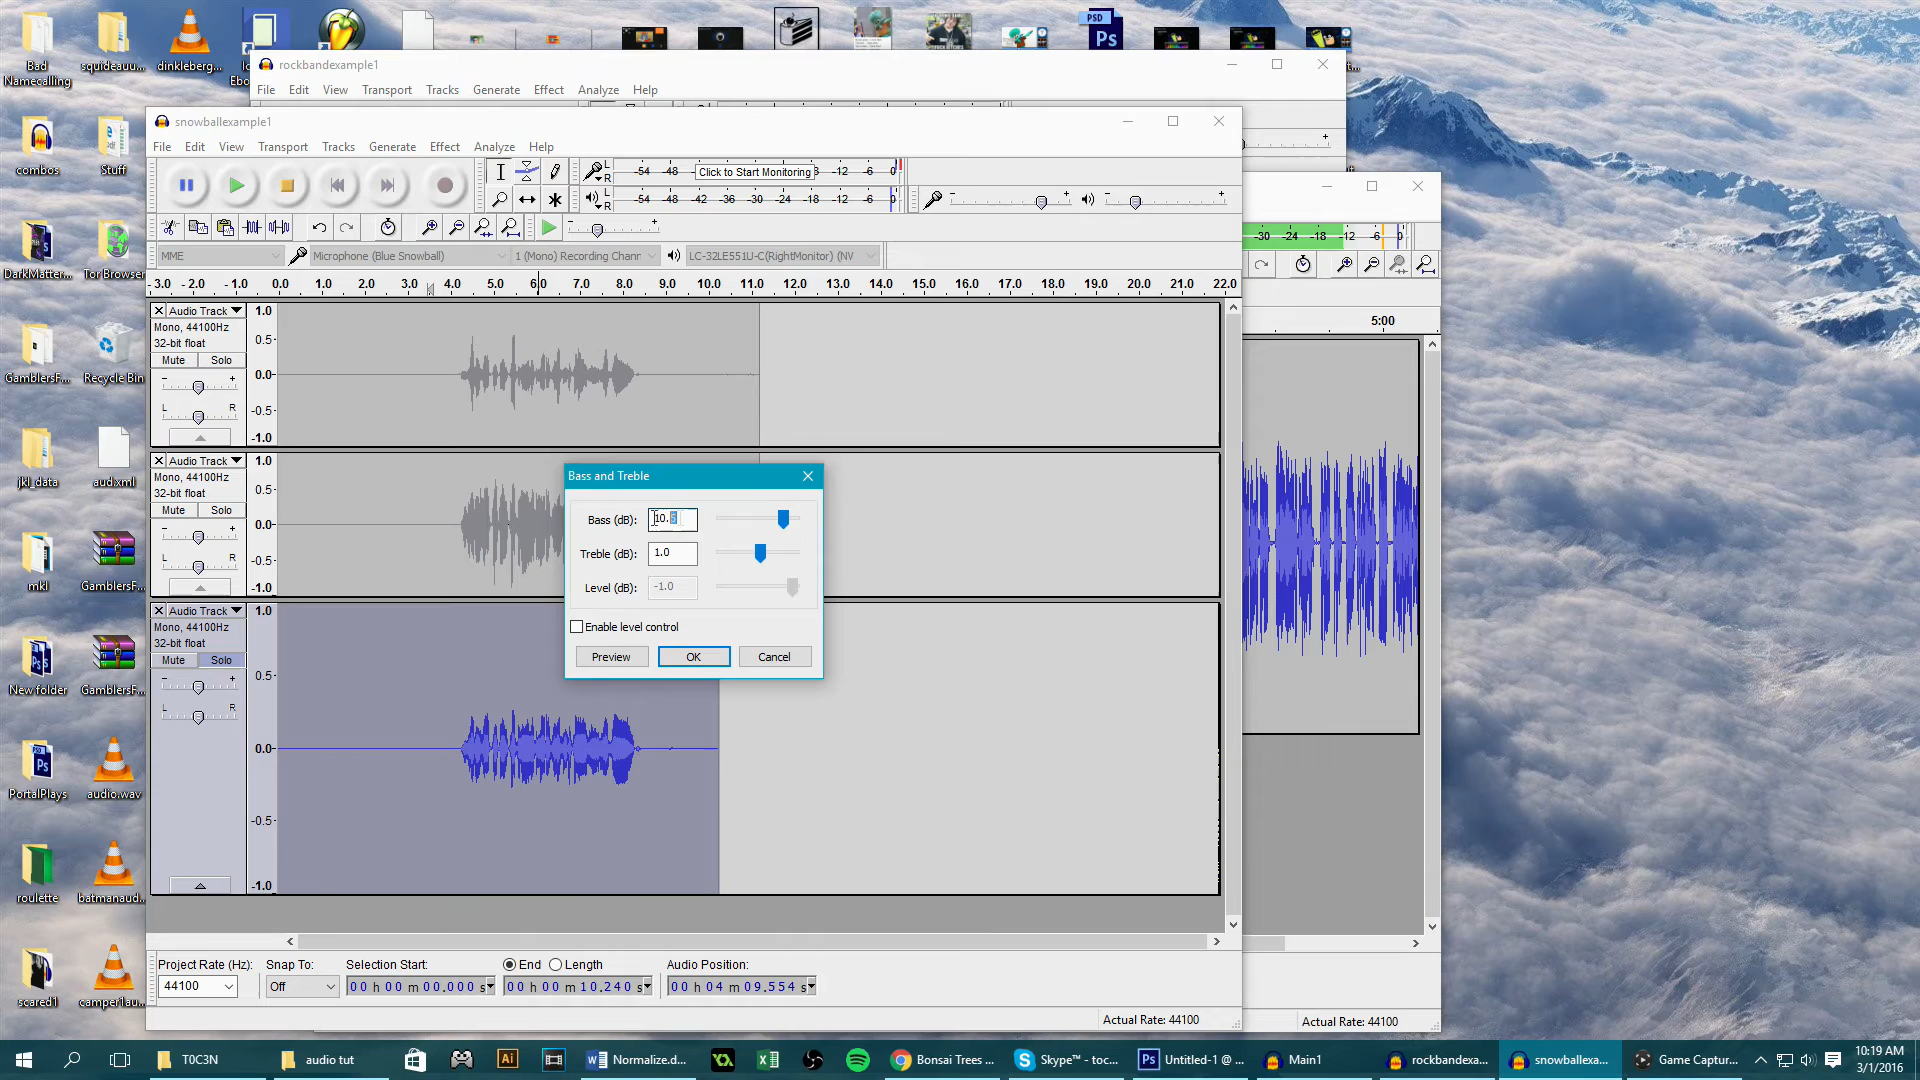 Bad Namecalling
squideauu...
dinkleberg...
PSD
Ps
combos
Stuff
DarkMatter...
TorBrowser
GamblersF...
Recycle Bin
jkl_data
aud.xml
mkl
GamblersF...
New folder
GamblersF...
PortalPlays
audio.wav
roulette
batmanaud...
scared1
camper1au...
rockbandexample1
File Edit View Transport Tracks Generate Effect Analyze Help
snowballexample1
File Edit View Transport Tracks Generate Effect Analyze Help
L R -54 -48 Click to Start Monitoring -12 -6 0
L R -54 -48 -42 -36 -30 -24 -18 -12 -6 0
MME Microphone (Blue Snowball) 1 (Mono) Recording Chann LC-32LE551U-C(RightMonitor) (NV
-3.0 -2.0 -1.0 0.0 1.0 2.0 3.0 4.0 5.0 6.0 7.0 8.0 9.0 10.0 11.0 12.0 13.0 14.0 15.0 16.0 17.0 18.0 19.0 20.0 21.0 22.0
Audio Track
Mono, 44100Hz
32-bit float
Mute Solo
- +
L R
1.0
0.5
0.0
-0.5
-1.0
Audio Track
Mono, 44100Hz
32-bit float
Mute Solo
- +
L R
1.0
0.5
0.0
-0.5
-1.0
Audio Track
Mono, 44100Hz
32-bit float
Mute Solo
- +
L R
1.0
0.5
0.0
-0.5
-1.0
Bass and Treble
Bass (dB): 10.5
Treble (dB): 1.0
Level (dB): -1.0
Enable level control
Preview OK Cancel
-30 -24 -18 -12 -6 0
5:00
Project Rate (Hz): Snap To: Selection Start: End Length Audio Position:
44100 Off 00 h 00 m 00.000 s 00 h 00 m 10.240 s 00 h 04 m 09.554 s
Actual Rate: 44100
Actual Rate: 44100
T0C3N audio tut Ai Normalize.d... Bonsai Trees ... Skype™ - toc... Ps Untitled-1 @ ... Main1 rockbandexa... snowballexa... Game Captur...
10:19 AM
3/1/2016